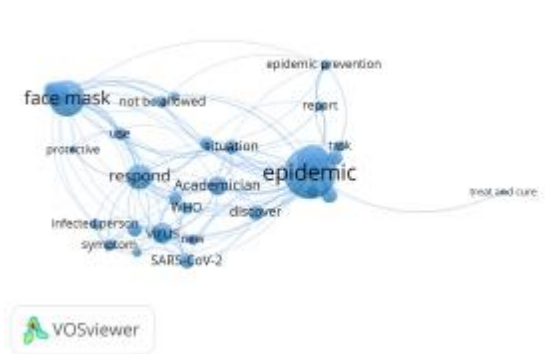 epidemic prevention
face mask
not be allowed
report
use
protective
situation
task
epidemic
respond
Academician
treat and cure
WHO
discover
infected person
virus
new
symptom
SARS-CoV-2
VOSviewer